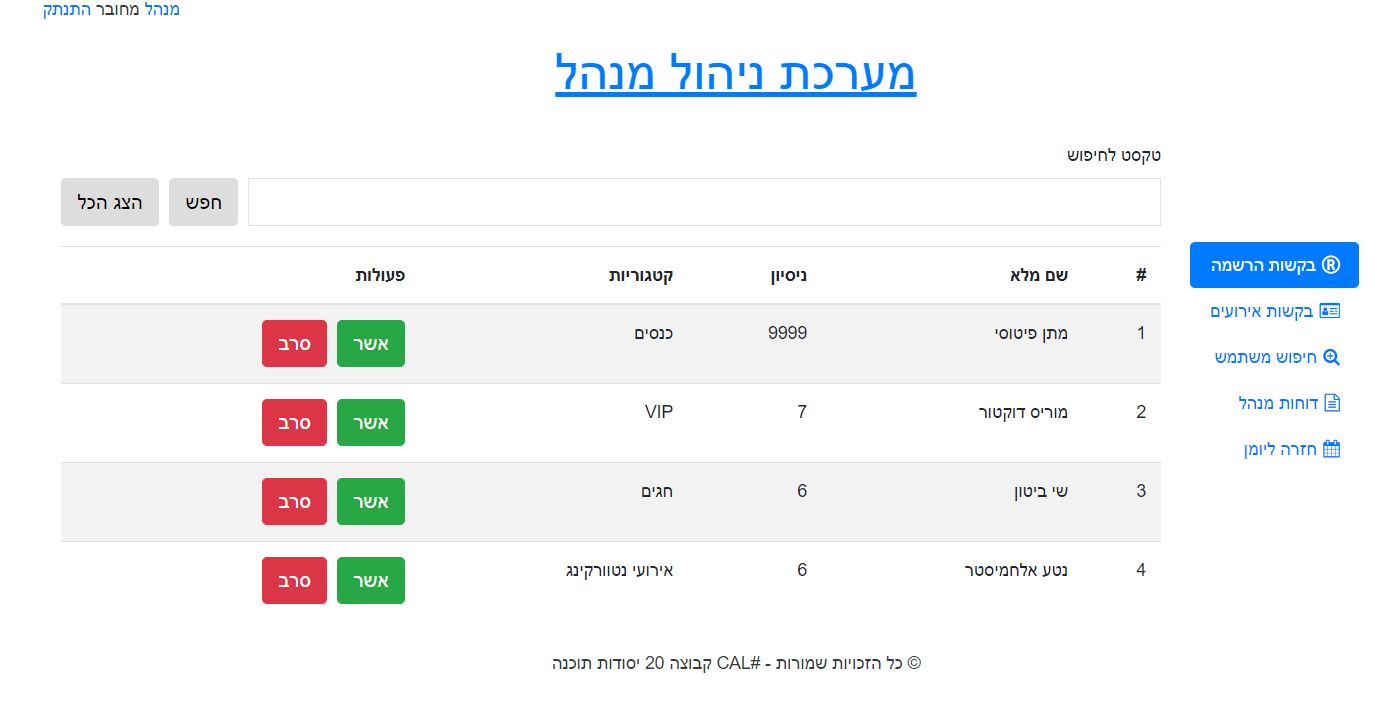 מנהל מחובר התנתק
מערכת ניהול מנהל
טקסט לחיפוש
חפש הצג הכל
® בקשות הרשמה
בקשות אירועים
חיפוש משתמש
דוחות מנהל
חזרה ליומן
# שם מלא ניסיון קטגוריות פעולות
1 מתן פיטוסי 9999 כנסים אשר סרב
2 מוריס דוקטור 7 VIP אשר סרב
3 שי ביטון 6 חגים אשר סרב
4 נטע אלחמיסטר 6 אירועי נטוורקינג אשר סרב
© כל הזכויות שמורות - #CAL קבוצה 20 יסודות תוכנה